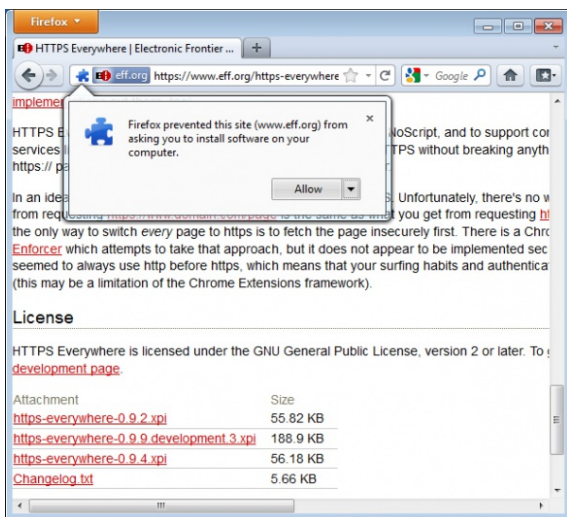 Firefox
HTTPS Everywhere | Electronic Frontier ...
eff.org https://www.eff.org/https-everywhere Google
Firefox prevented this site (www.eff.org) from
asking you to install software on your
computer.
Allow
HTTPS E NoScript, and to support
services TTPS without breaking
https://
In an idea Unfortunately, there's no
from requesting https://www.domain.com/page is the same as what you get from requesting
the only way to switch every page to https is to fetch the page insecurely first. There is a
Enforcer which attempts to take that approach, but it does not appear to be implemented
seemed to always use http before https, which means that your surfing habits and
(this may be a limitation of the Chrome Extensions framework).
License
HTTPS Everywhere is licensed under the GNU General Public License, version 2 or later. To
development page.
Attachment Size
https-everywhere-0.9.2.xpi 55.82 KB
https-everywhere-0.9.9.development.3.xpi 188.9 KB
https-everywhere-0.9.4.xpi 56.18 KB
Changelog.txt 5.66 KB